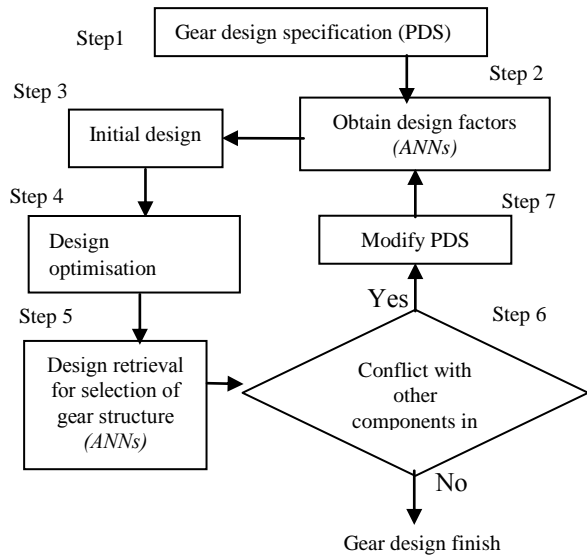 Step1
Gear design specification (PDS)
Step 2
Obtain design factors
(ANNs)
Step 3
Initial design
Step 4
Design
optimisation
Step 5
Design retrieval
for selection of
gear structure
(ANNs)
Step 6
Conflict with
other
components in
Yes
Step 7
Modify PDS
No
Gear design finish